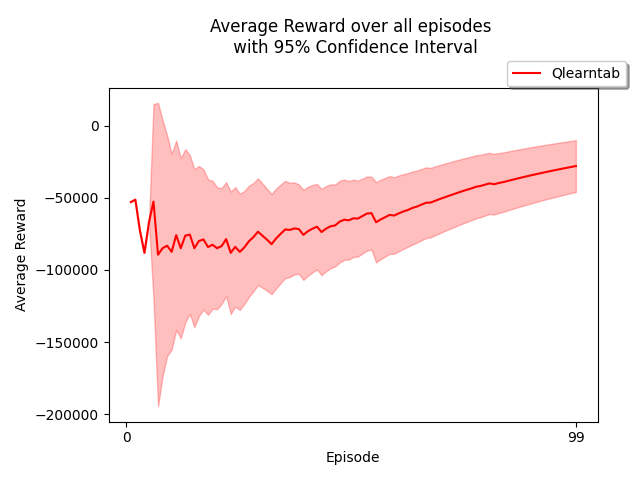 Average Reward over all episodes
with 95% Confidence Interval
Qlearntab
0
−50000
−100000
−150000
−200000
Average Reward
0
99
Episode